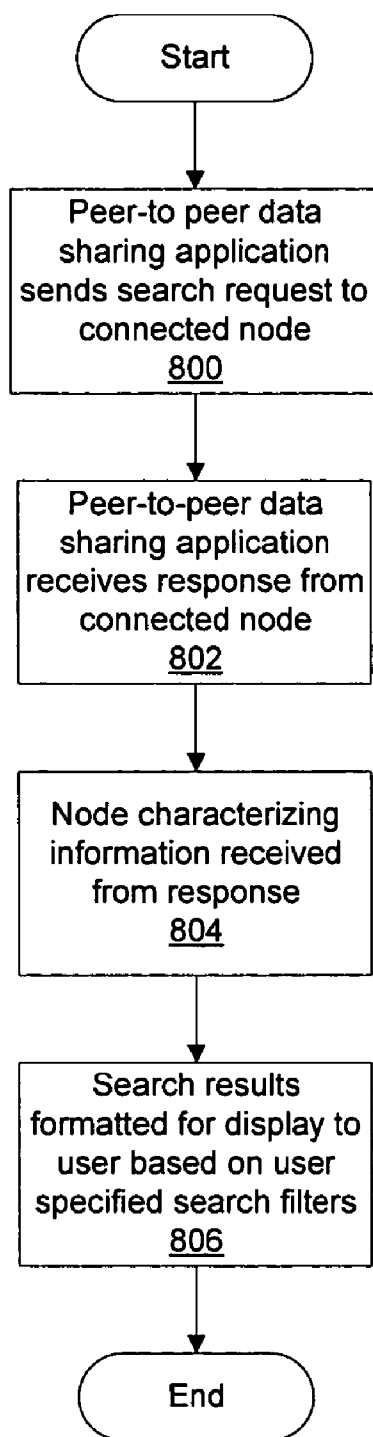 Start
Peer-to peer data
sharing application
sends search request to
connected node
800
Peer-to-peer data
sharing application
receives response from
connected node
802
Node characterizing
information received
from response
804
Search results
formatted for display to
user based on user
specified search filters
806
End